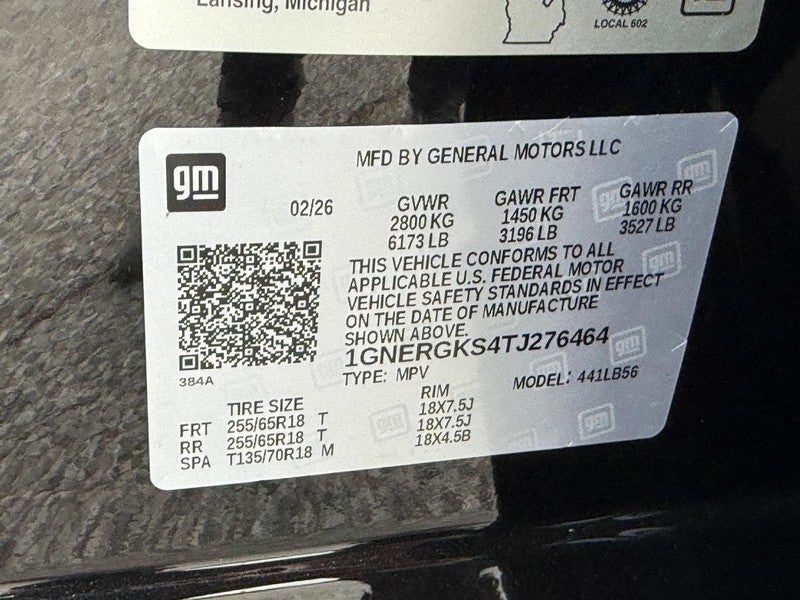 Lansing, Michigan
LOCAL 602
gm
MFD BY GENERAL MOTORS LLC
02/26
GVWR GAWR FRT GAWR RR
2800 KG 1450 KG 1600 KG
6173 LB 3196 LB 3527 LB
THIS VEHICLE CONFORMS TO ALL
APPLICABLE U.S. FEDERAL MOTOR
VEHICLE SAFETY STANDARDS IN EFFECT
ON THE DATE OF MANUFACTURE
SHOWN ABOVE.
1GNERGKS4TJ276464
384A
TYPE: MPV MODEL: 441LB56
TIRE SIZE RIM
FRT 255/65R18 T 18X7.5J
RR 255/65R18 T 18X7.5J
SPA T135/70R18 M 18X4.5B